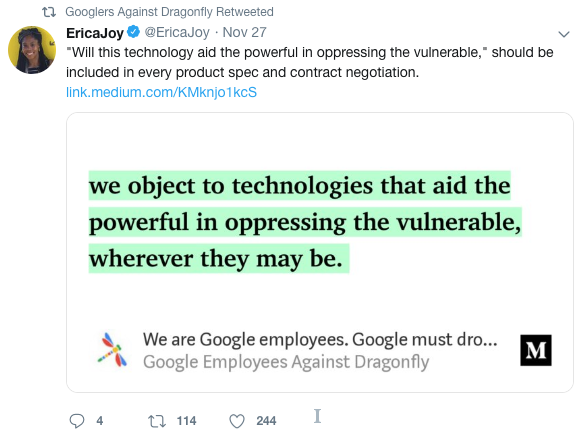 Googlers Against Dragonfly Retweeted
EricaJoy @EricaJoy · Nov 27
"Will this technology aid the powerful in oppressing the vulnerable," should be
included in every product spec and contract negotiation.
link.medium.com/KMknjo1kcS
we object to technologies that aid the
powerful in oppressing the vulnerable,
wherever they may be.
We are Google employees. Google must dro...
Google Employees Against Dragonfly
M
4 114 244